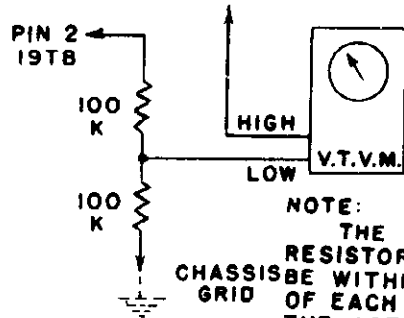 PIN 2
19T8
100
K
HIGH
V.T.V.M.
LOW
100
K
NOTE:
THE
RESISTOR
CHASSIS BE WITHI
GRID OF EACH